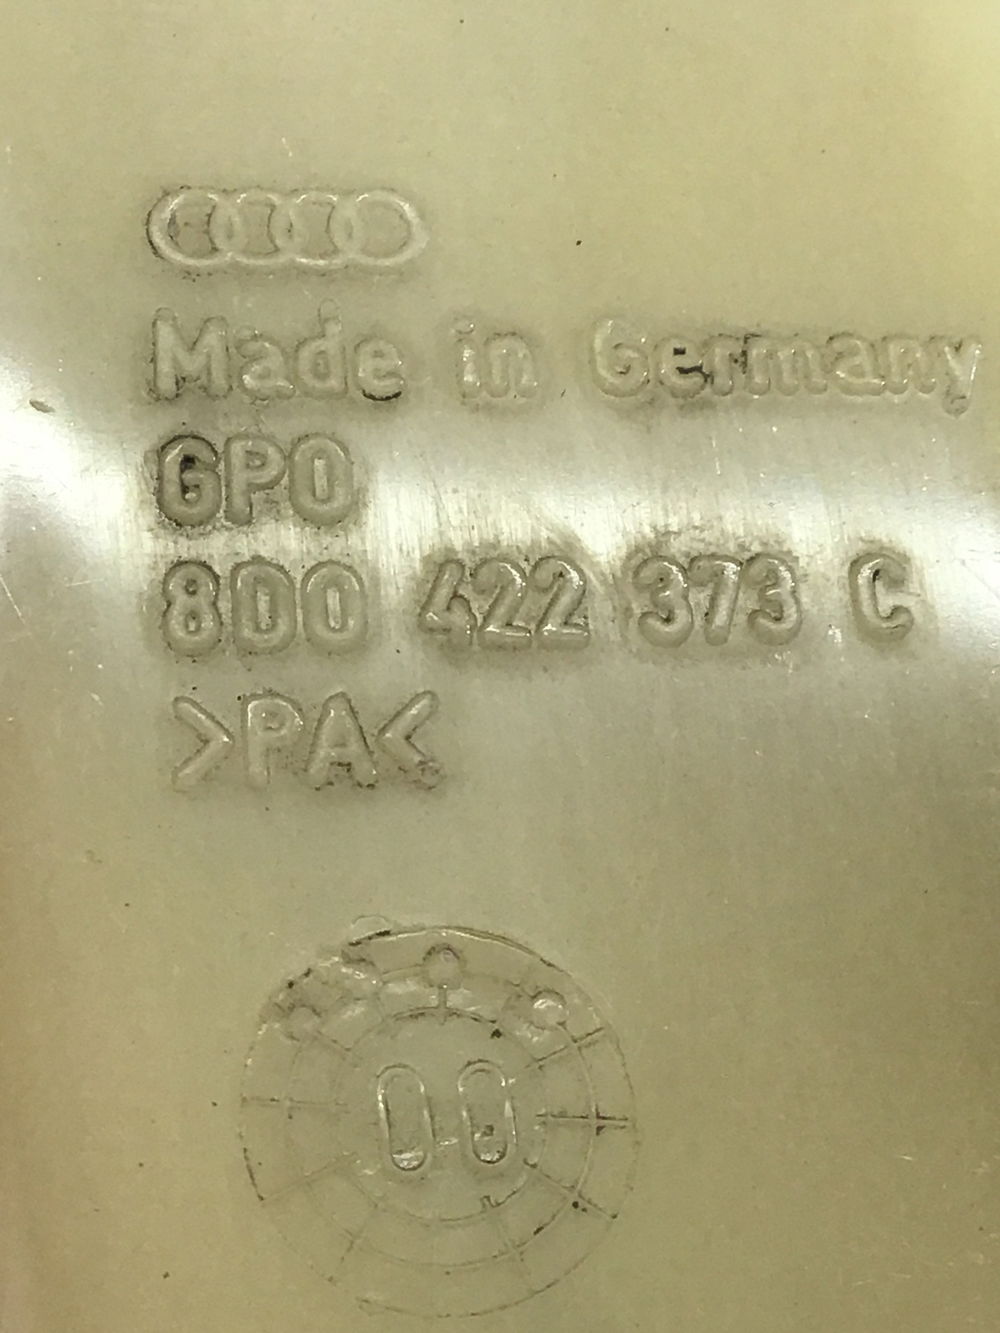 Made in Germany
GPO
8D0 422 373 C
>PA<
00